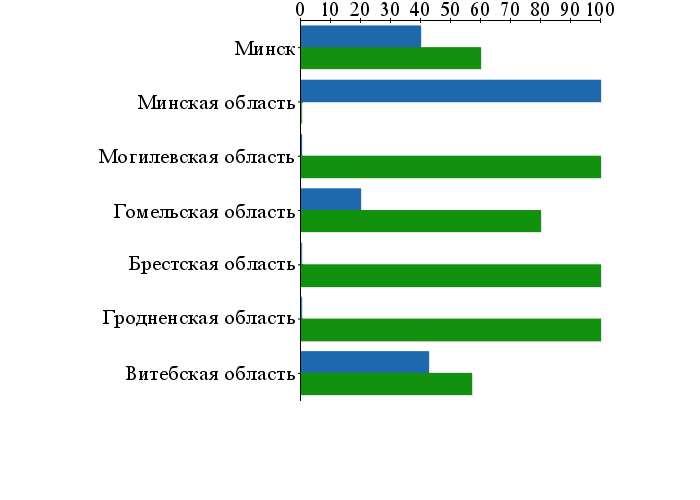 0 10 20 30 40 50 60 70 80 90 100
Минск
Минская область
Могилевская область
Гомельская область
Брестская область
Гродненская область
Витебская область